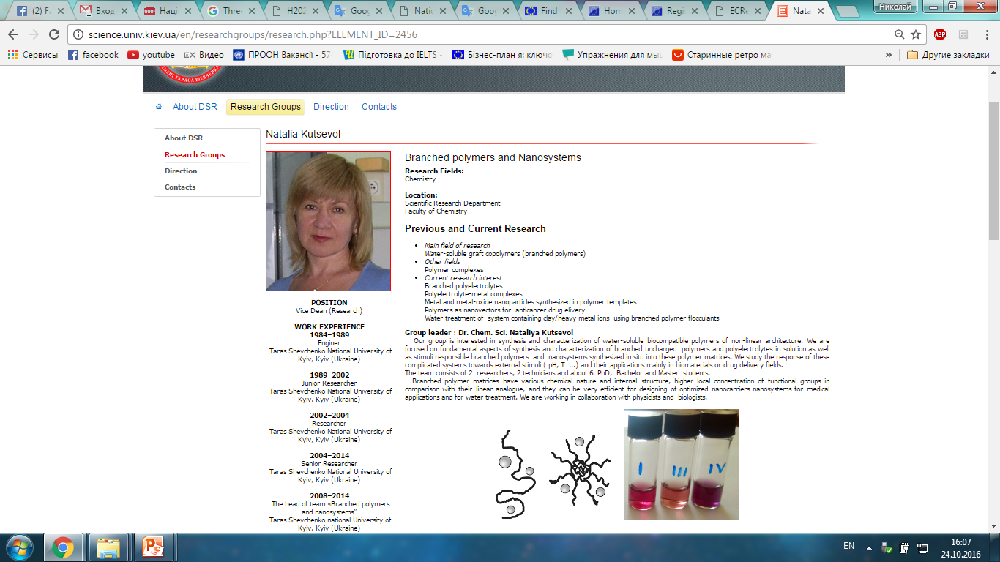 (2) Fa
Вход
1
Наці
Three
H202
Goog
Natio
Goog
Find
Hom
Regi
ECRe
Nata
Николай
science.univ.kiev.ua/en/researchgroups/research.php?ELEMENT_ID=2456
ABP
Сервисы
facebook
youtube
EX Видео
ПРООН Вакансії - 574
Підготовка до IELTS -
Бізнес-план я: ключо
Упражнения для мыш
Старинные ретро мат
»
Другие закладки
About DSR
Research Groups
Direction
Contacts
About DSR
Research Groups
Direction
Contacts
Natalia Kutsevol
POSITION
Vice Dean (Research)
WORK EXPERIENCE
1984–1989
Enginer
Taras Shevchenko National University of
Kyiv, Kyiv (Ukraine)
1989–2002
Junior Researcher
Taras Shevchenko National University of
Kyiv, Kyiv (Ukraine)
2002–2004
Researcher
Taras Shevchenko National University of
Kyiv, Kyiv (Ukraine)
2004–2014
Senior Researcher
Taras Shevchenko National University of
Kyiv, Kyiv (Ukraine)
2008–2014
The head of team «Branched polymers
and nanosystems"
Taras Shevchenko national University of
Kyiv, Kyiv (Ukraine)
Branched polymers and Nanosystems
Research Fields:
Chemistry
Location:
Scientific Research Department
Faculty of Chemistry
Previous and Current Research
• Main field of research
Water-soluble graft copolymers (branched polymers)
• Other fields
Polymer complexes
• Current research interest
Branched polyelectrolytes
Polyelectrolyte-metal complexes
Metal and metal-oxide nanoparticles synthesized in polymer templates
Polymers as nanovectors for anticancer drug elivery
Water treatment of system containing clay/heavy metal ions using branched polymer flocculants
Group leader : Dr. Chem. Sci. Nataliya Kutsevol
Our group is interested in synthesis and characterization of water-soluble biocompatible polymers of non-linear architecture. We are
focused on fundamental aspects of synthesis and characterization of branched uncharged polymers and polyelectrolytes in solution as well
as stimuli responsible branched polymers and nanosystems synthesized in situ into these polymer matrices. We study the response of these
complicated systems towards external stimuli ( pH, T ...) and their applications mainly in biomaterials or drug delivery fields.
The team consists of 2 researchers, 2 technicians and about 6 PhD, Bachelor and Master students.
Branched polymer matrices have various chemical nature and internal structure, higher local concentration of functional groups in
comparison with their linear analogue, and they can be very efficient for designing of optimized nanocarriers-nanosystems for medical
applications and for water treatment. We are working in collaboration with physicists and biologists.
I III IV
EN
16:07
24.10.2016